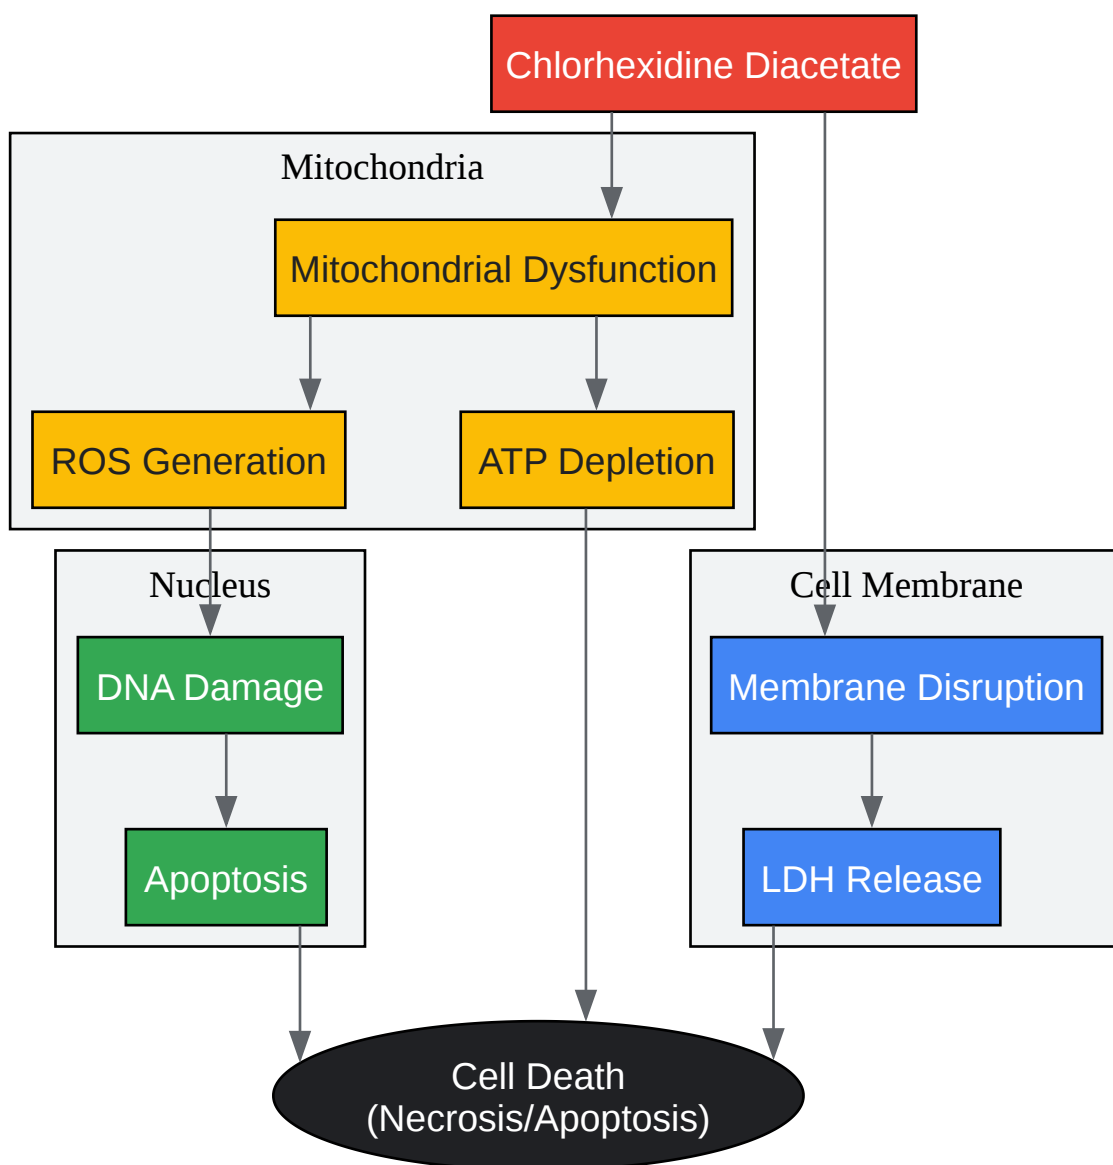 Chlorhexidine Diacetate
Mitochondria
Mitochondrial Dysfunction
ROS Generation
ATP Depletion
Nucleus
Cell Membrane
DNA Damage
Membrane Disruption
Apoptosis
LDH Release
Cell Death
(Necrosis/Apoptosis)